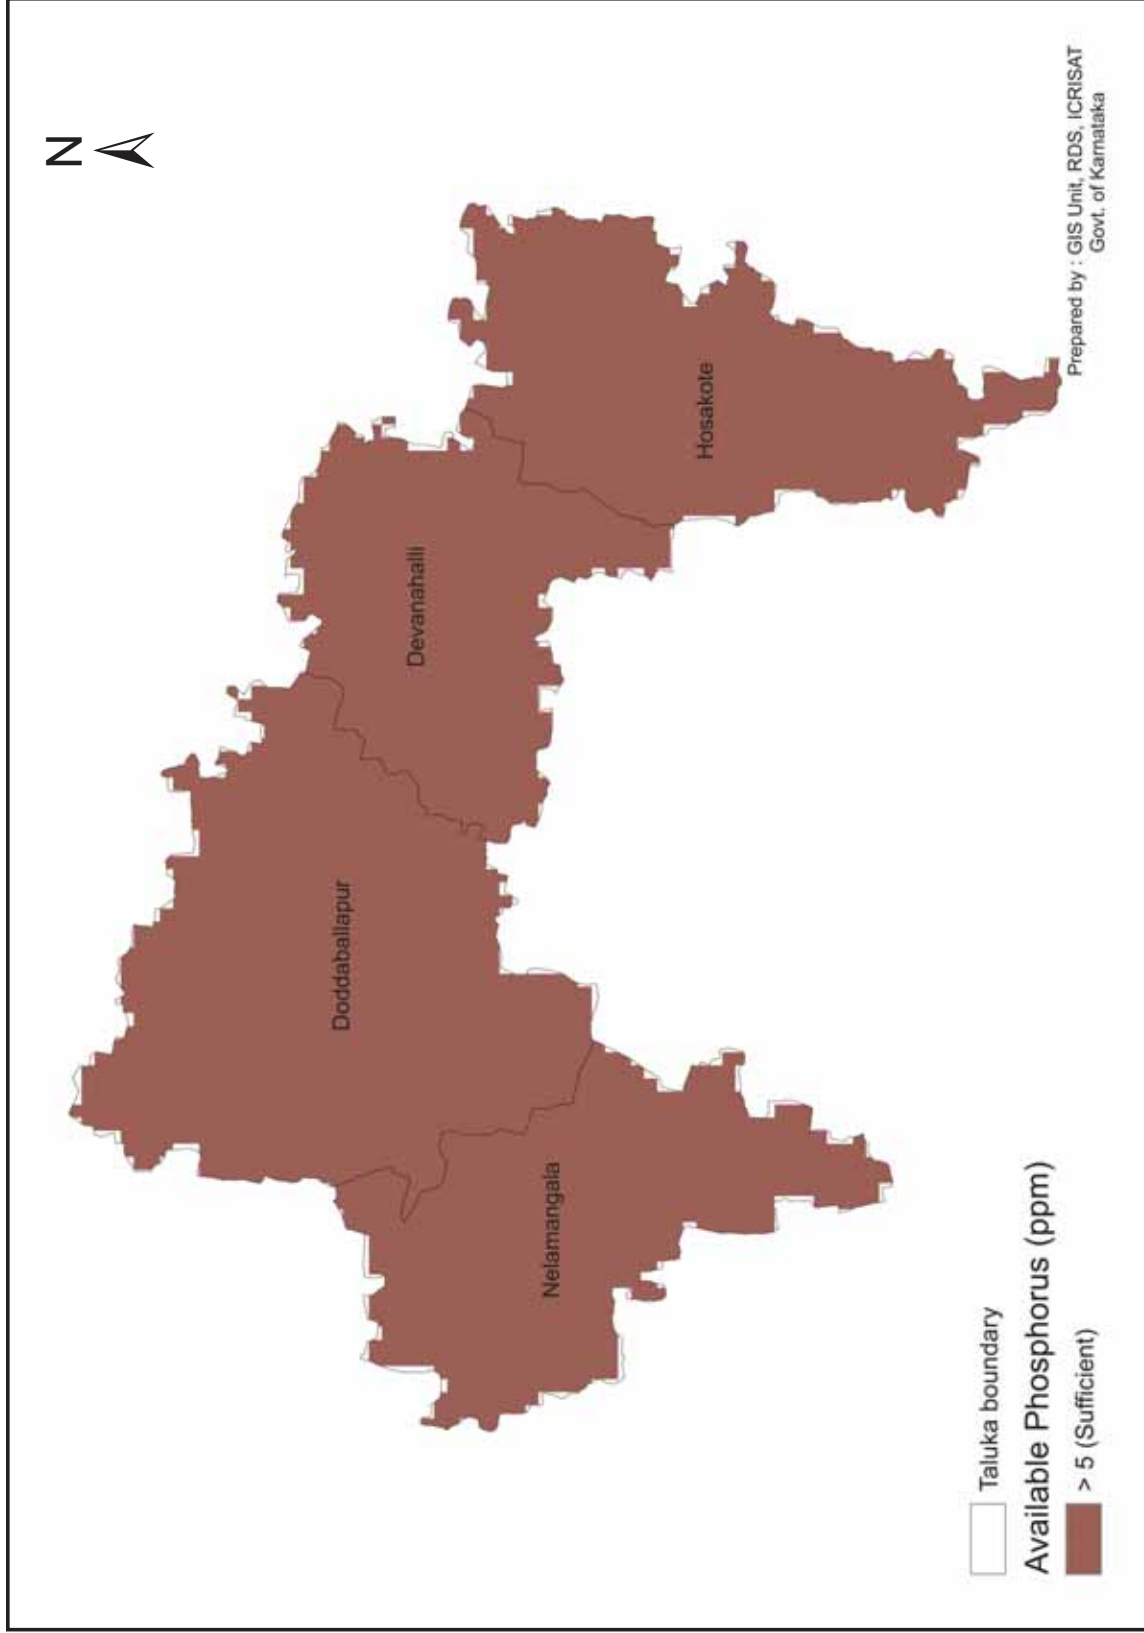 N
Doddaballapur
Devanahalli
Nelamangala
Hosakote
Taluka boundary
Available Phosphorus (ppm)
> 5 (Sufficient)
Prepared by : GIS Unit, RDS, ICRISAT
Govt. of Karnataka